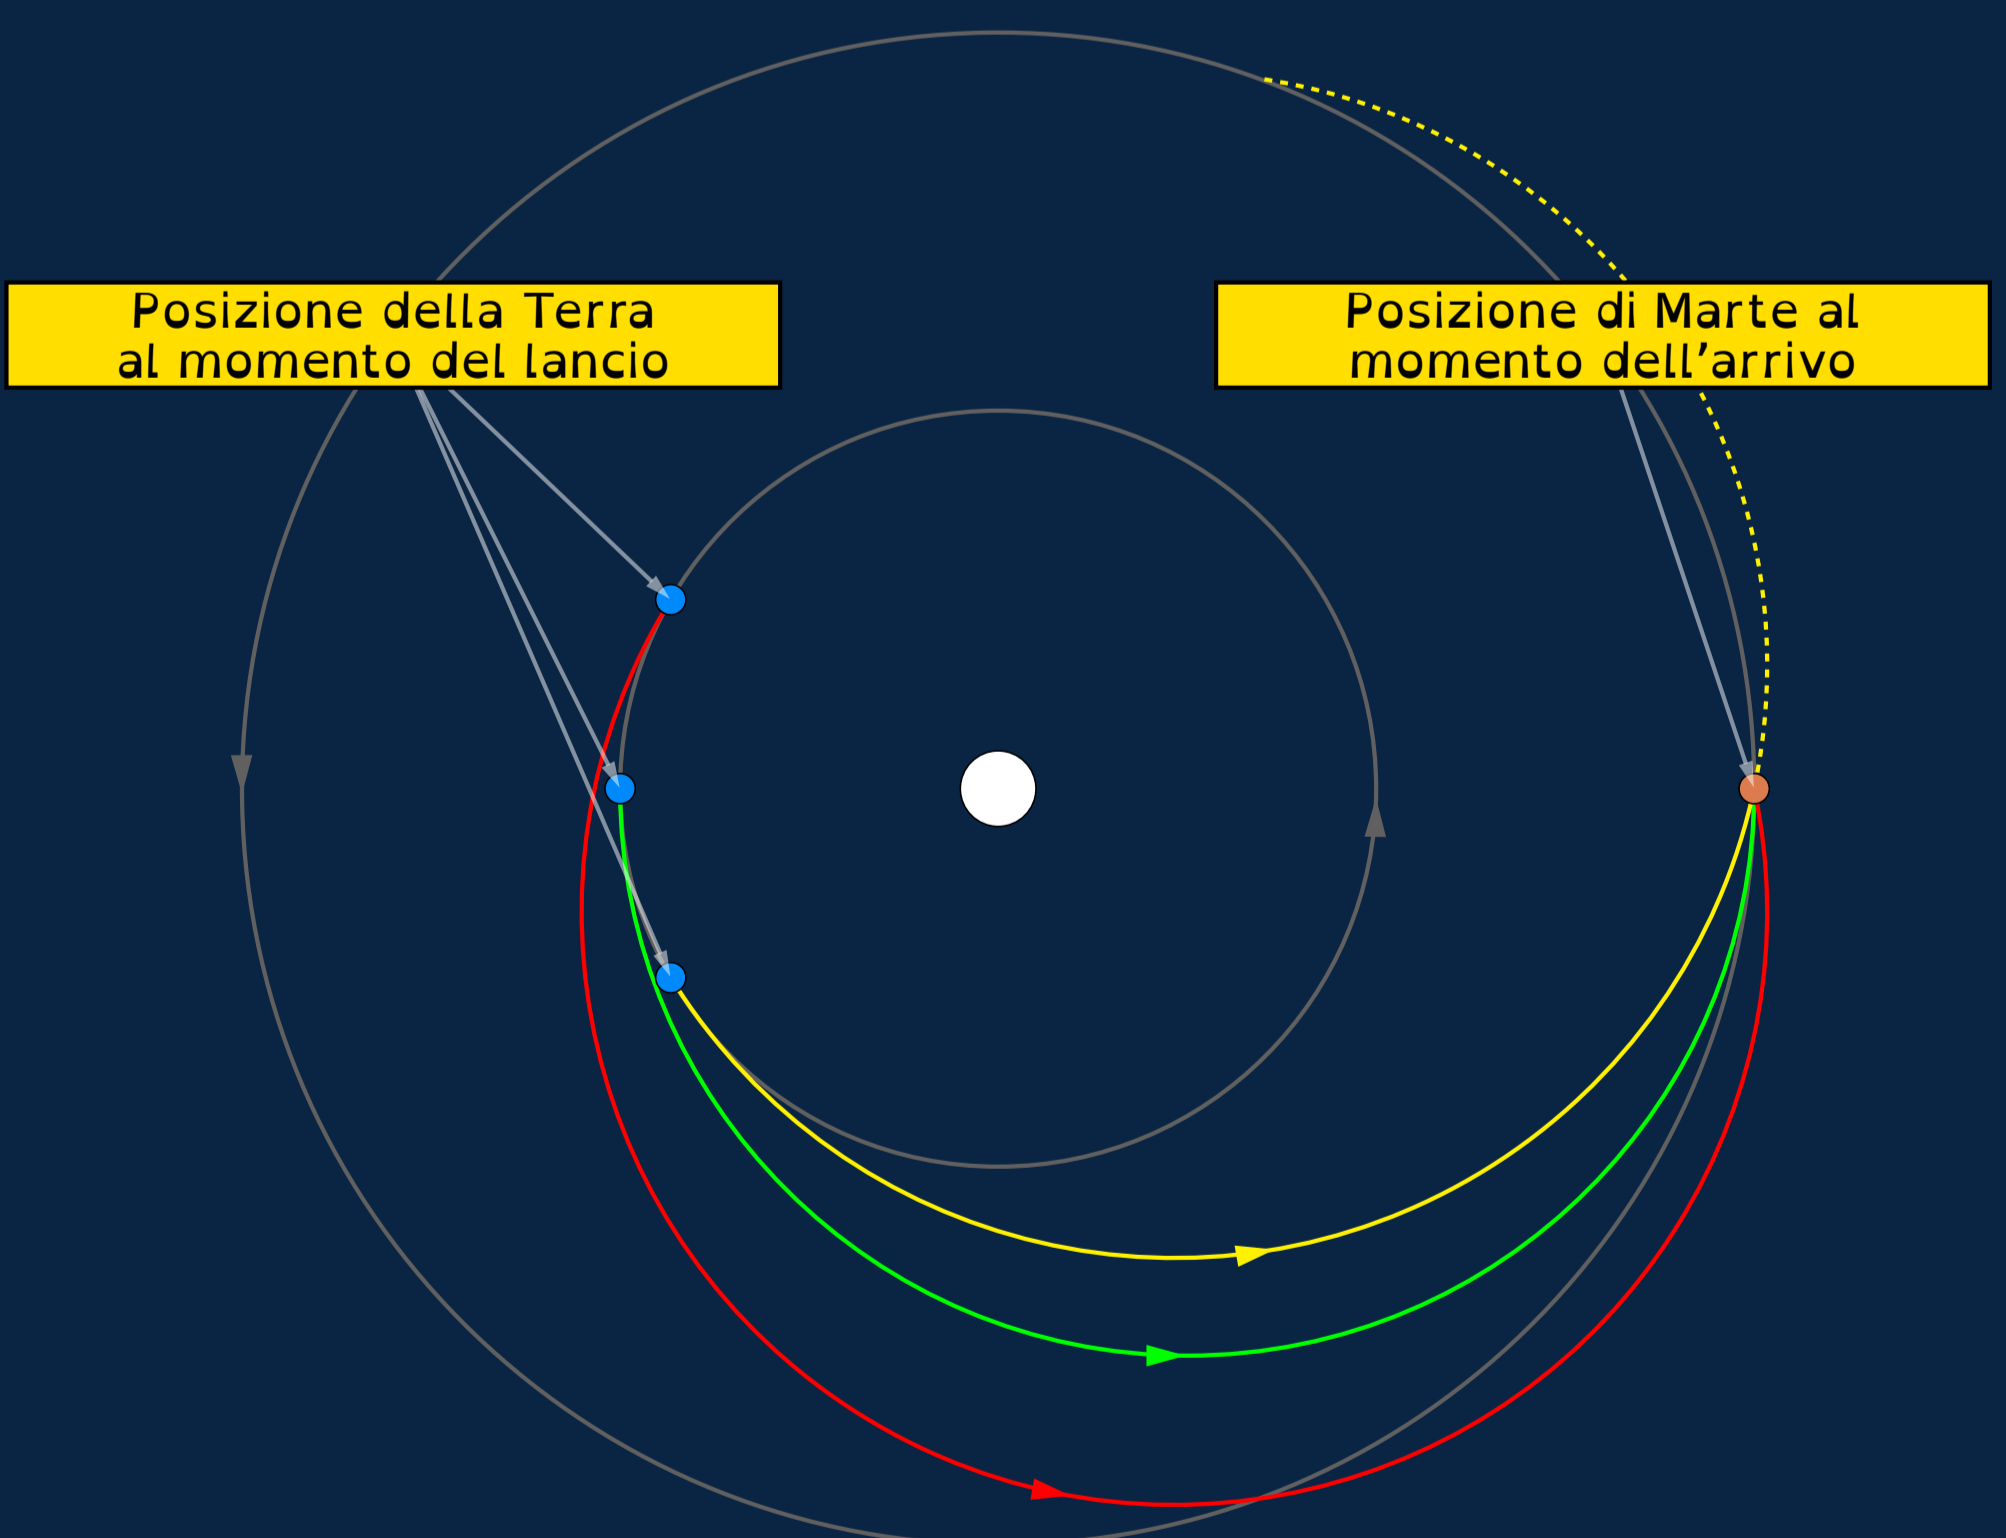 Posizione della Terra
al momento del lancio
Posizione di Marte al
momento dell’arrivo